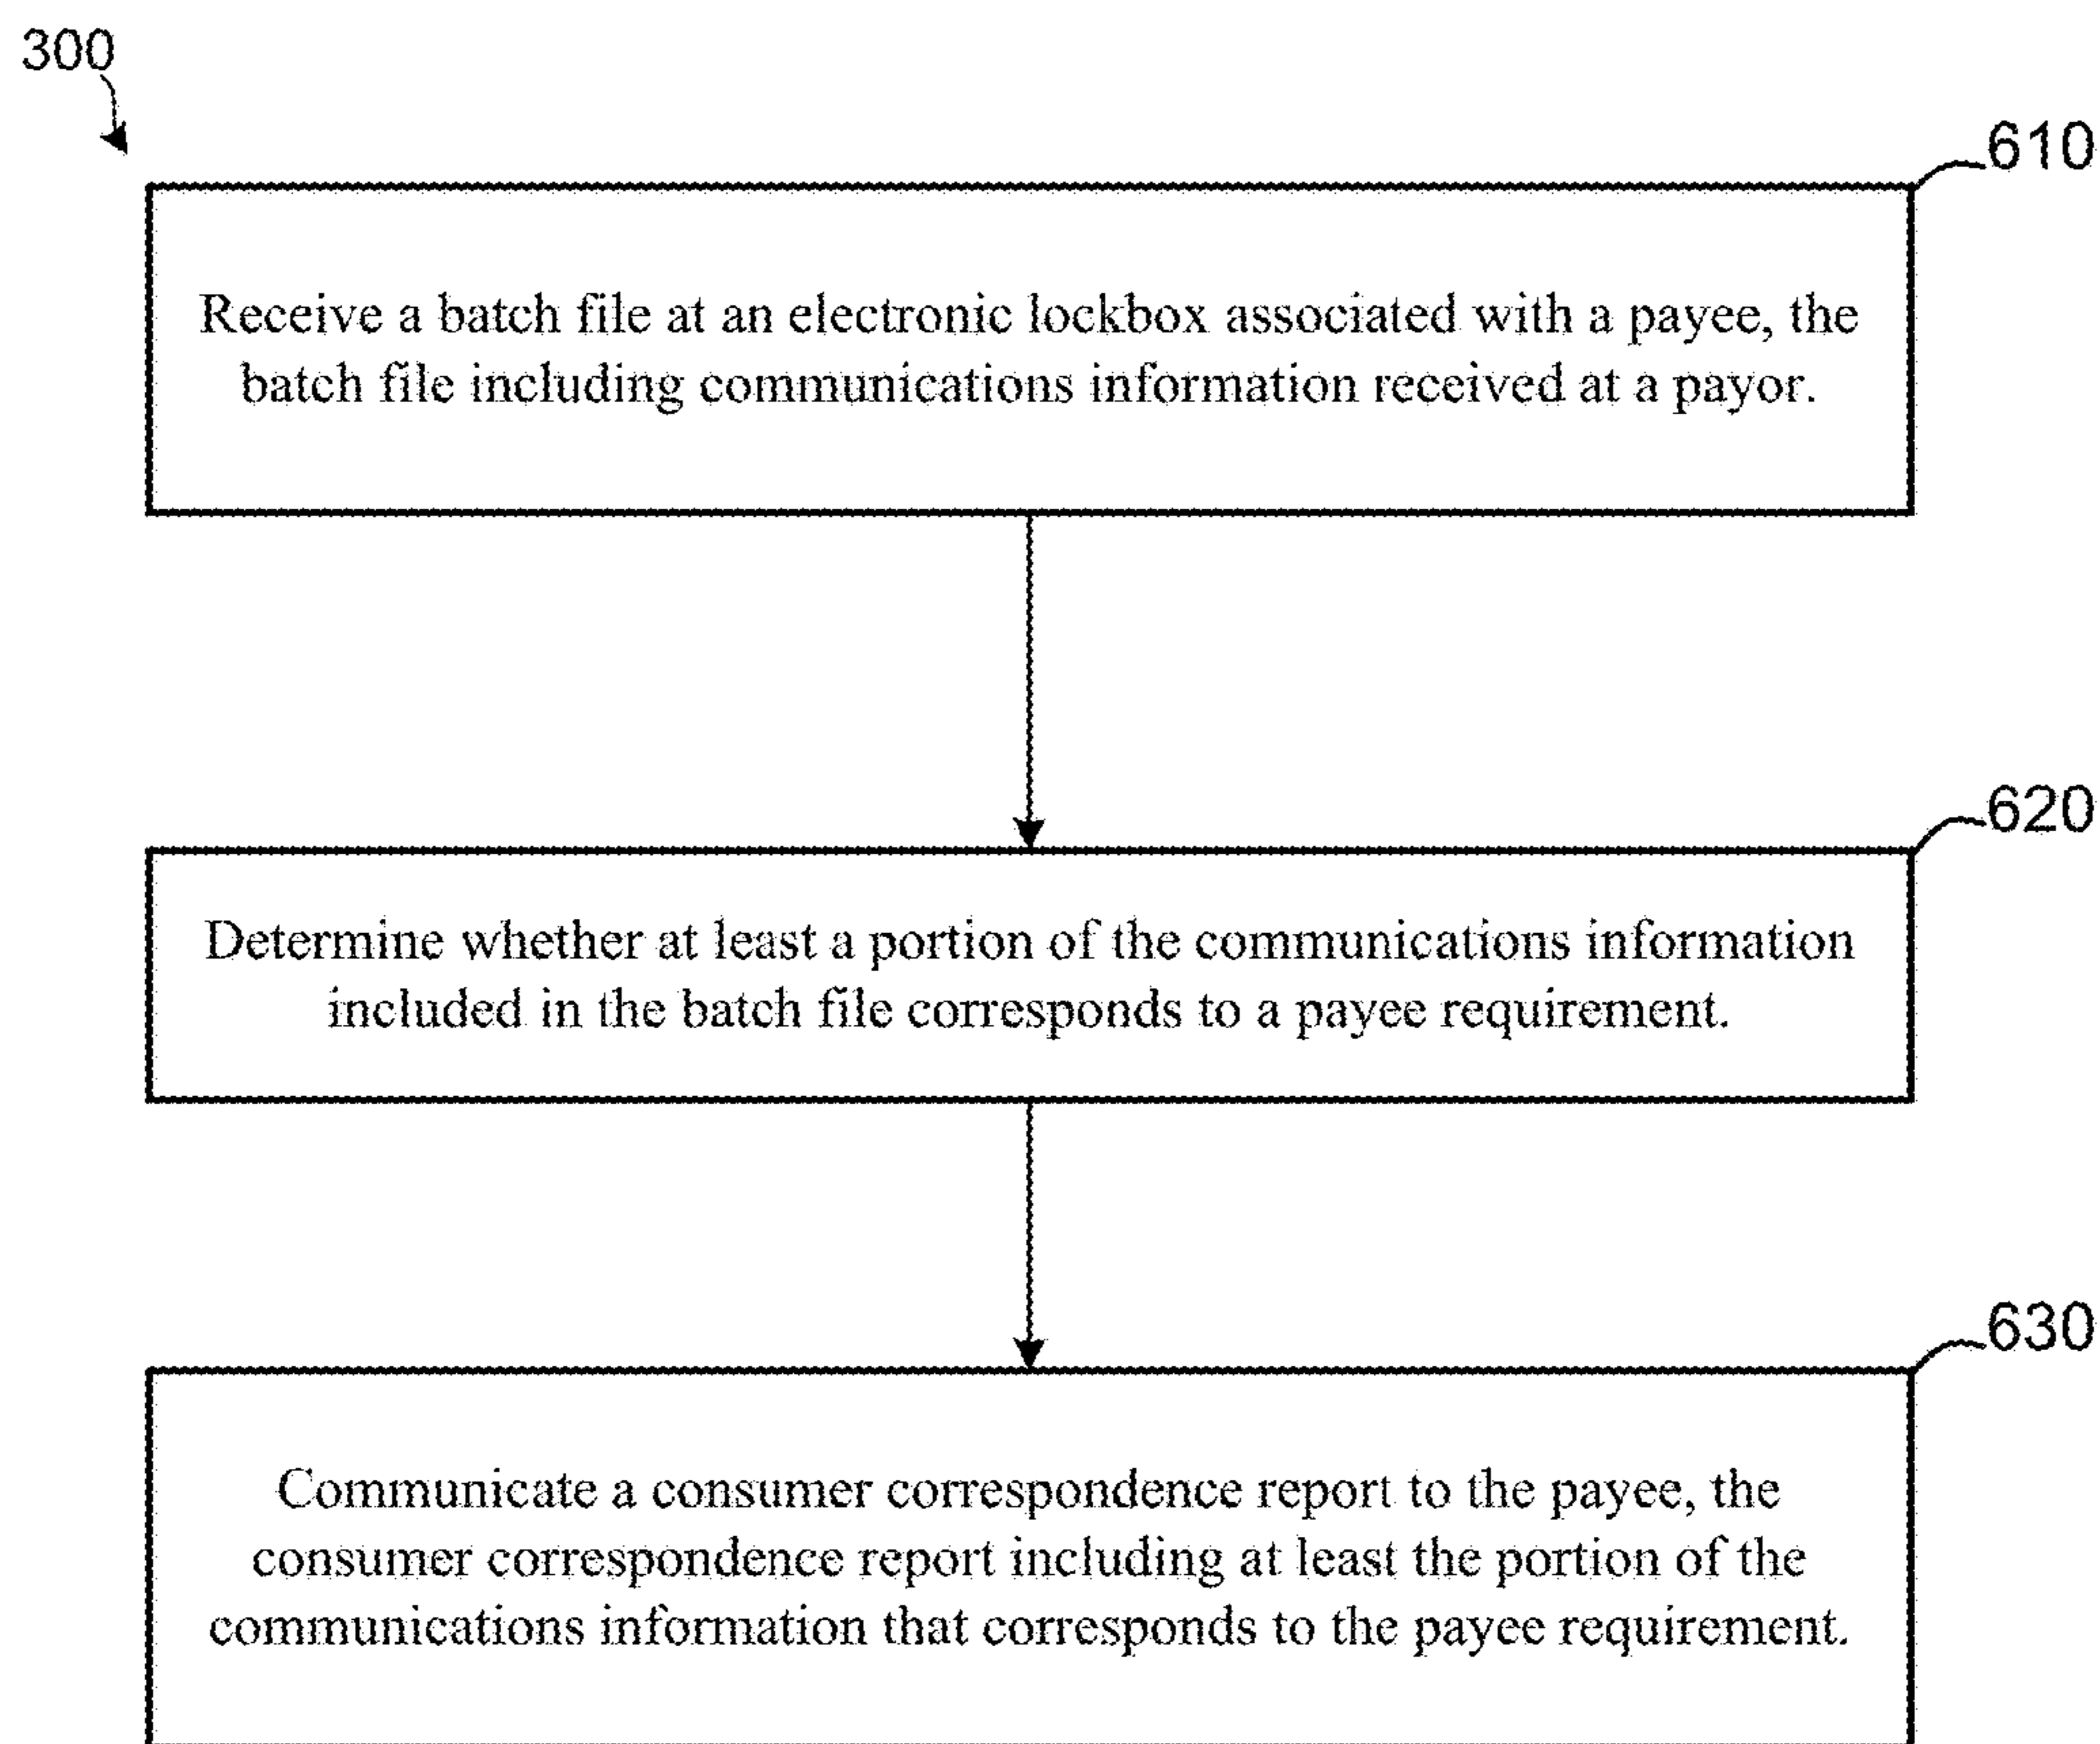 300
610
Receive a batch file at an electronic lockbox associated with a payee, the
batch file including communications information received at a payor.
620
Determine whether at least a portion of the communications information
included in the batch file corresponds to a payee requirement.
630
Communicate a consumer correspondence report to the payee, the
consumer correspondence report including at least the portion of the
communications information that corresponds to the payee requirement.